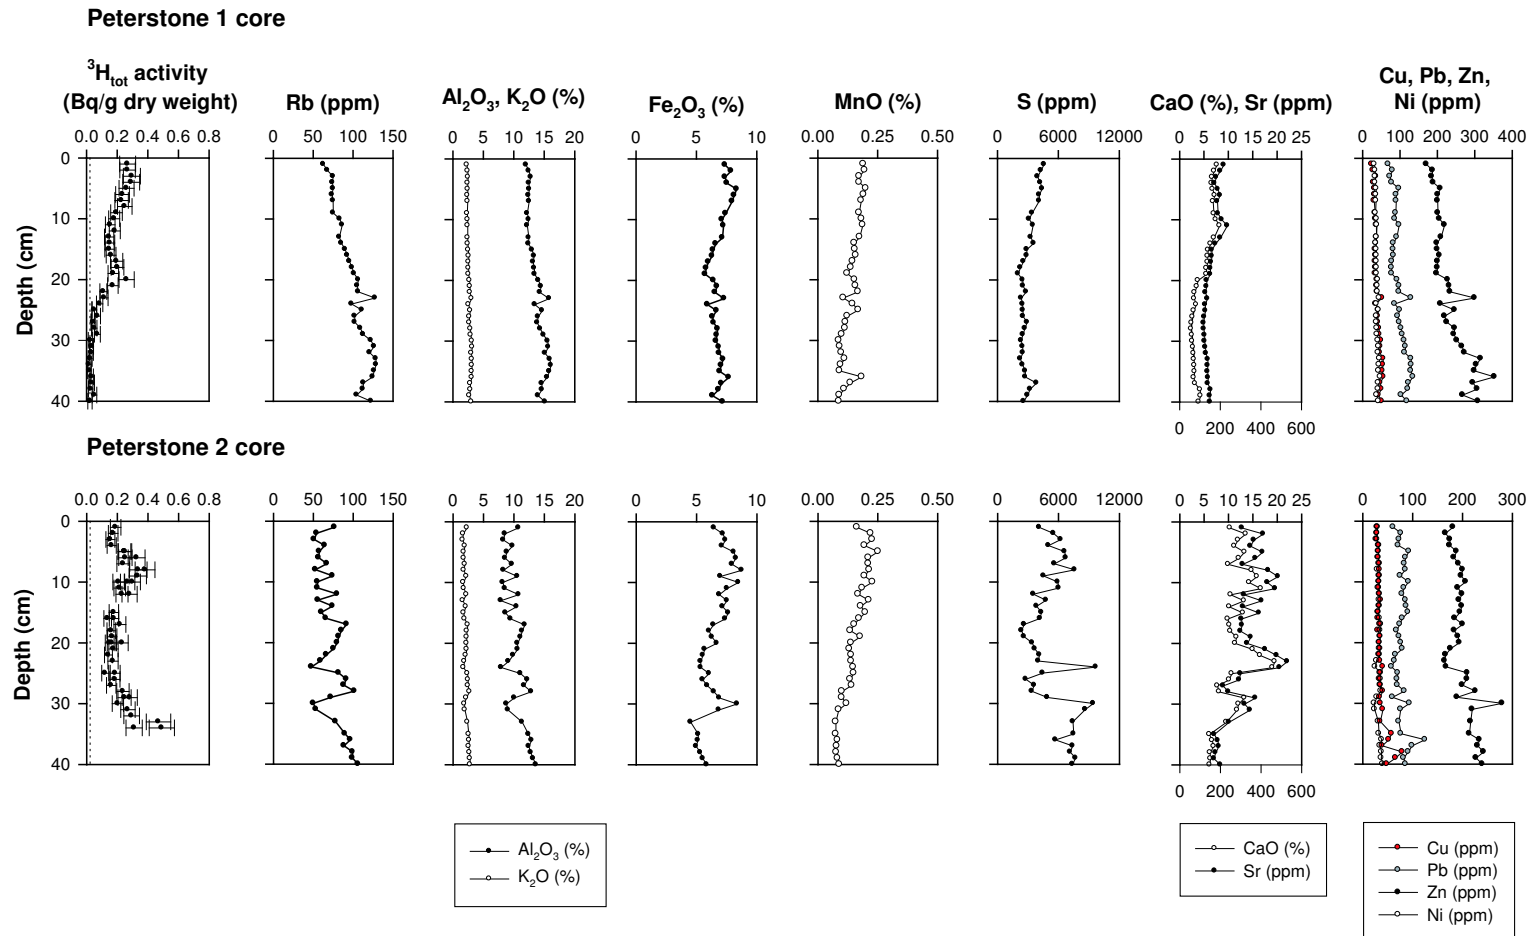 Peterstone 1 core
³H_tot activity
(Bq/g dry weight)
Rb (ppm)
Al₂O₃, K₂O (%)
Fe₂O₃ (%)
MnO (%)
S (ppm)
CaO (%), Sr (ppm)
Cu, Pb, Zn,
Ni (ppm)
0.0 0.2 0.4 0.6 0.8
0 50 100 150
0 5 10 15 20
0 5 10
0.00 0.25 0.50
0 6000 12000
0 5 10 15 20 25
0 100 200 300 400
Depth (cm)
0
10
20
30
40
0 200 400 600
Peterstone 2 core
0.0 0.2 0.4 0.6 0.8
0 50 100 150
0 5 10 15 20
0 5 10
0.00 0.25 0.50
0 6000 12000
0 5 10 15 20 25
0 100 200 300
Depth (cm)
0
10
20
30
40
0 200 400 600
Al₂O₃ (%)
K₂O (%)
CaO (%)
Sr (ppm)
Cu (ppm)
Pb (ppm)
Zn (ppm)
Ni (ppm)